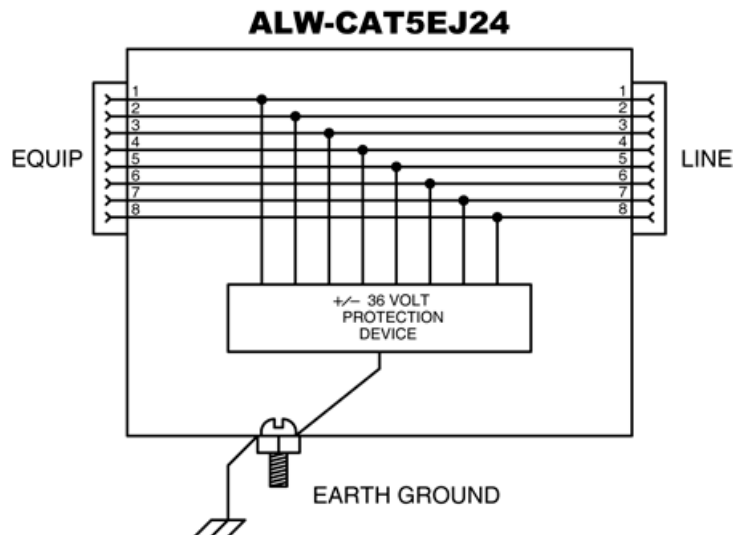 ALW-CAT5EJ24
1 1
2 2
3 3
4 4
5 5
6 6
7 7
8 8
EQUIP
LINE
+/− 36 VOLT
PROTECTION
DEVICE
EARTH GROUND